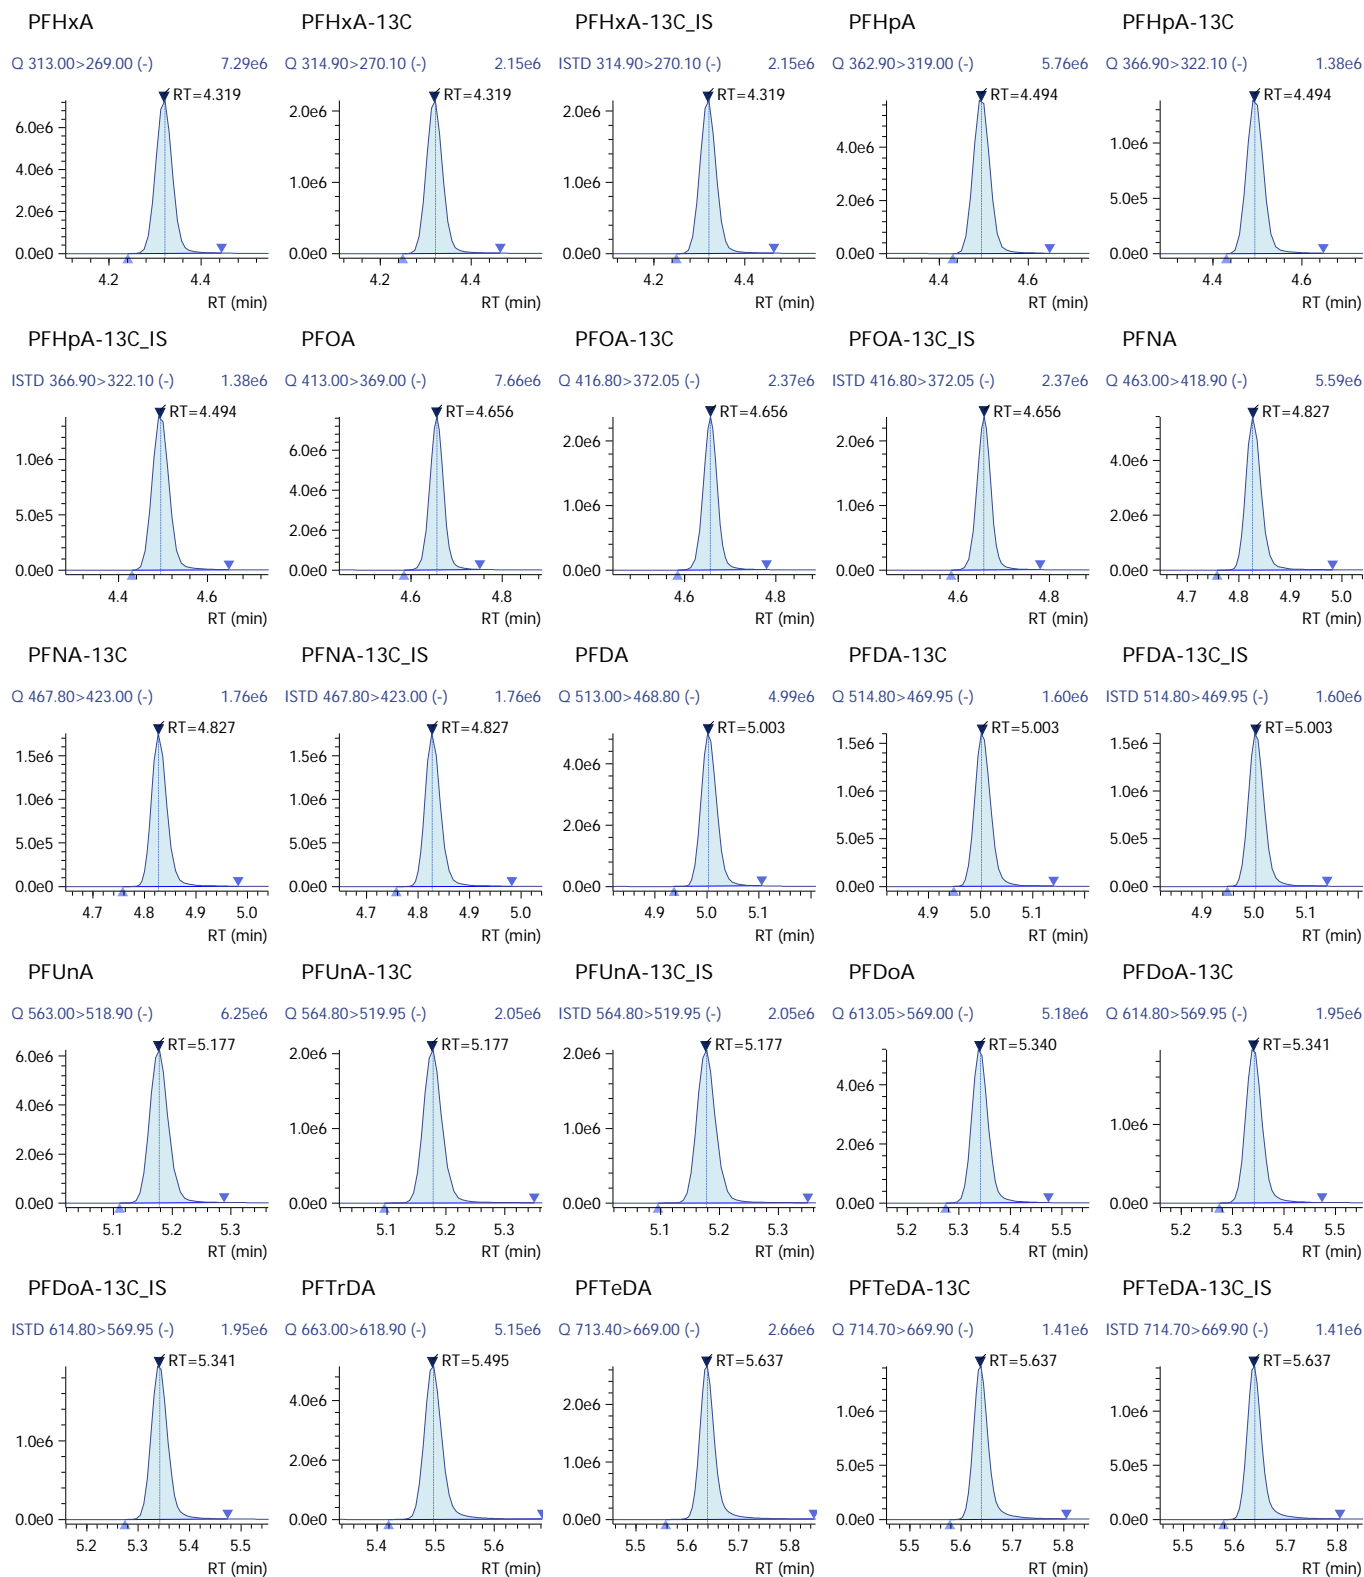 PFHxA PFHxA-13C PFHxA-13C_IS PFHpA PFHpA-13C
Q 313.00>269.00 (-) 7.29e6 Q 314.90>270.10 (-) 2.15e6 ISTD 314.90>270.10 (-) 2.15e6 Q 362.90>319.00 (-) 5.76e6 Q 366.90>322.10 (-) 1.38e6
RT=4.319 RT=4.319 RT=4.319 RT=4.494 RT=4.494
6.0e6 2.0e6 2.0e6 4.0e6 1.0e6
4.0e6 1.0e6 1.0e6 2.0e6 5.0e5
2.0e6
0.0e0 0.0e0 0.0e0 0.0e0 0.0e0
4.2 4.4 4.2 4.4 4.2 4.4 4.4 4.6 4.4 4.6
RT (min) RT (min) RT (min) RT (min) RT (min)
PFHpA-13C_IS PFOA PFOA-13C PFOA-13C_IS PFNA
ISTD 366.90>322.10 (-) 1.38e6 Q 413.00>369.00 (-) 7.66e6 Q 416.80>372.05 (-) 2.37e6 ISTD 416.80>372.05 (-) 2.37e6 Q 463.00>418.90 (-) 5.59e6
RT=4.494 RT=4.656 RT=4.656 RT=4.656 RT=4.827
1.0e6 6.0e6 2.0e6 2.0e6 4.0e6
5.0e5 4.0e6 1.0e6 1.0e6 2.0e6
2.0e6
0.0e0 0.0e0 0.0e0 0.0e0 0.0e0
4.4 4.6 4.6 4.8 4.6 4.8 4.6 4.8 4.7 4.8 4.9 5.0
RT (min) RT (min) RT (min) RT (min) RT (min)
PFNA-13C PFNA-13C_IS PFDA PFDA-13C PFDA-13C_IS
Q 467.80>423.00 (-) 1.76e6 ISTD 467.80>423.00 (-) 1.76e6 Q 513.00>468.80 (-) 4.99e6 Q 514.80>469.95 (-) 1.60e6 ISTD 514.80>469.95 (-) 1.60e6
RT=4.827 RT=4.827 RT=5.003 RT=5.003 RT=5.003
1.5e6 1.5e6 4.0e6 1.5e6 1.5e6
1.0e6 1.0e6 2.0e6 1.0e6 1.0e6
5.0e5 5.0e5 5.0e5 5.0e5
0.0e0 0.0e0 0.0e0 0.0e0 0.0e0
4.7 4.8 4.9 5.0 4.7 4.8 4.9 5.0 4.9 5.0 5.1 4.9 5.0 5.1 4.9 5.0 5.1
RT (min) RT (min) RT (min) RT (min) RT (min)
PFUnA PFUnA-13C PFUnA-13C_IS PFDoA PFDoA-13C
Q 563.00>518.90 (-) 6.25e6 Q 564.80>519.95 (-) 2.05e6 ISTD 564.80>519.95 (-) 2.05e6 Q 613.05>569.00 (-) 5.18e6 Q 614.80>569.95 (-) 1.95e6
RT=5.177 RT=5.177 RT=5.177 RT=5.340 RT=5.341
6.0e6 2.0e6 2.0e6 4.0e6 1.0e6
4.0e6 1.0e6 1.0e6 2.0e6
2.0e6
0.0e0 0.0e0 0.0e0 0.0e0 0.0e0
5.1 5.2 5.3 5.1 5.2 5.3 5.1 5.2 5.3 5.2 5.3 5.4 5.5 5.2 5.3 5.4 5.5
RT (min) RT (min) RT (min) RT (min) RT (min)
PFDoA-13C_IS PFTrDA PFTeDA PFTeDA-13C PFTeDA-13C_IS
ISTD 614.80>569.95 (-) 1.95e6 Q 663.00>618.90 (-) 5.15e6 Q 713.40>669.00 (-) 2.66e6 Q 714.70>669.90 (-) 1.41e6 ISTD 714.70>669.90 (-) 1.41e6
RT=5.341 RT=5.495 RT=5.637 RT=5.637 RT=5.637
1.0e6 4.0e6 2.0e6 1.0e6 1.0e6
2.0e6 1.0e6 5.0e5 5.0e5
0.0e0 0.0e0 0.0e0 0.0e0 0.0e0
5.2 5.3 5.4 5.5 5.4 5.5 5.6 5.5 5.6 5.7 5.8 5.5 5.6 5.7 5.8 5.5 5.6 5.7 5.8
RT (min) RT (min) RT (min) RT (min) RT (min)